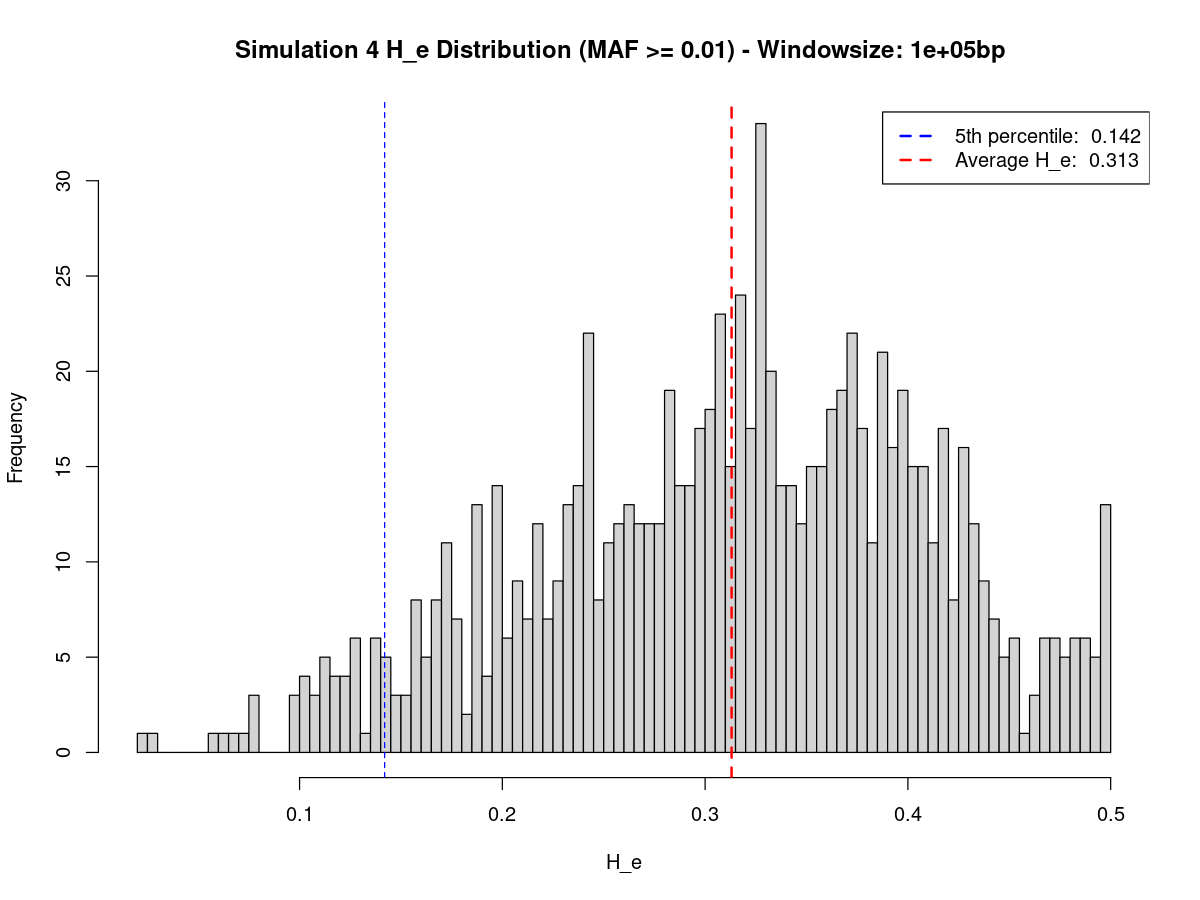 Simulation 4 H_e Distribution (MAF >= 0.01) - Windowsize: 1e+05bp
5th percentile:  0.142
Average H_e:  0.313
Frequency
30
25
20
15
10
5
0
0.1 0.2 0.3 0.4 0.5
H_e